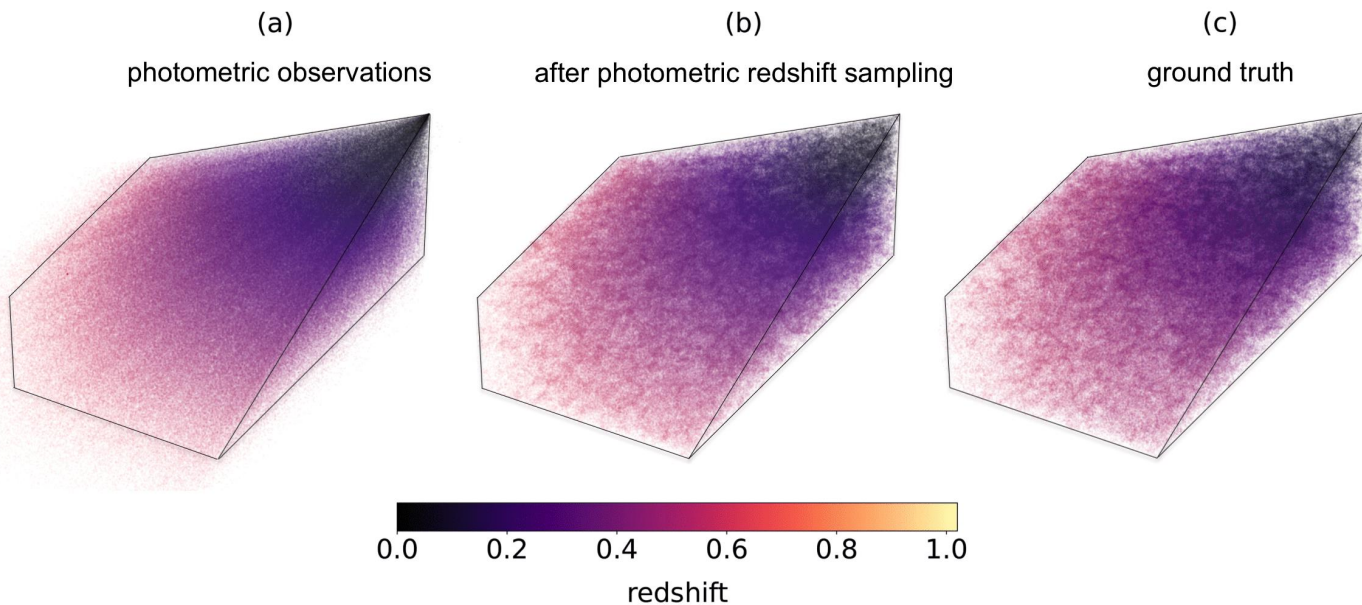 (a) (b) (c)
photometric observations after photometric redshift sampling ground truth
0.0 0.2 0.4 0.6 0.8 1.0
redshift